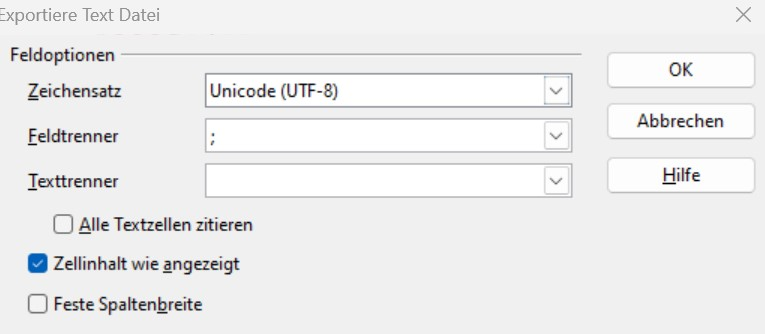 Exportiere Text Datei
Feldoptionen
Zeichensatz Unicode (UTF-8) OK
Feldtrenner ; Abbrechen
Texttrenner Hilfe
Alle Textzellen zitieren
Zellinhalt wie angezeigt
Feste Spaltenbreite